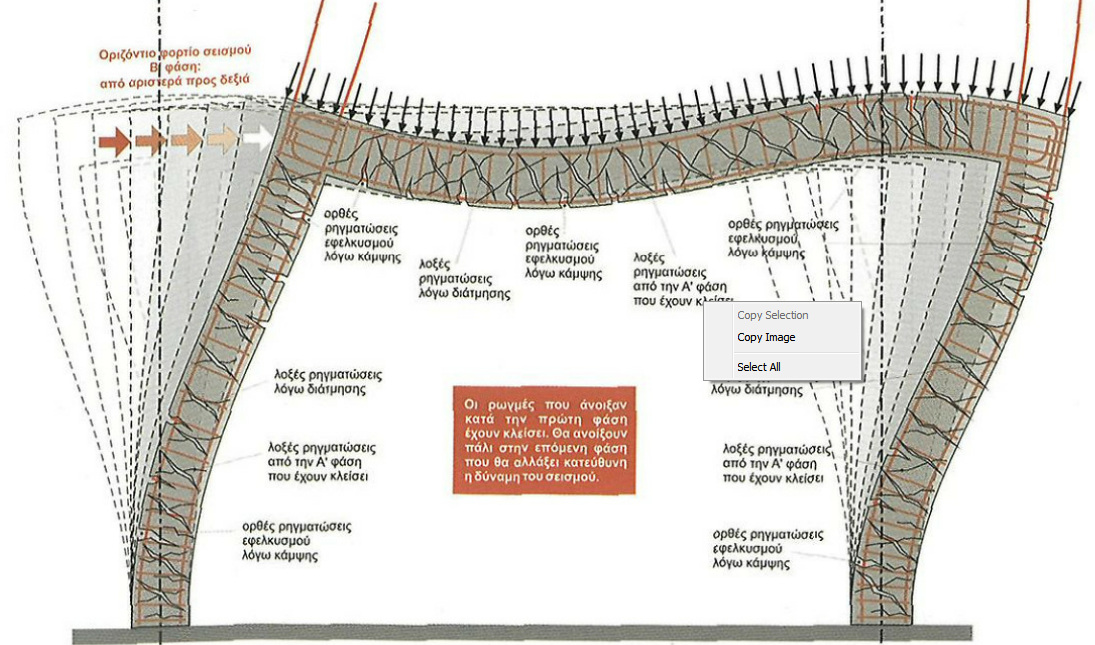 Οριζόντιο φορτίο σεισμού
Β' φάση:
από αριστερά προς δεξιά
ορθές
ρηγματώσεις
εφελκυσμού
λόγω κάμψης
λοξές
ρηγματώσεις
λόγω διάτμησης
ορθές
ρηγματώσεις
εφελκυσμού
λόγω κάμψης
λοξές
ρηγματώσεις
από την Α' φάση
που έχουν κλείσει
ορθές ρηγματώσεις
εφελκυσμού
λόγω κάμψης
Copy Selection
Copy Image
Select All
λόγω διάτμησης
λοξές ρηγματώσεις
λόγω διάτμησης
λοξές ρηγματώσεις
από την Α' φάση
που έχουν κλείσει
ορθές ρηγματώσεις
εφελκυσμού
λόγω κάμψης
Οι ρωγμές που άνοιξαν
κατά την πρώτη φάση
έχουν κλείσει. Θα ανοίξουν
πάλι στην επόμενη φάση
που θα αλλάξει κατεύθυνη
η δύναμη του σεισμού.
λοξές ρηγματώσεις
από την Α' φάση
που έχουν κλείσει
ορθές ρηγματώσεις
εφελκυσμού
λόγω κάμψης